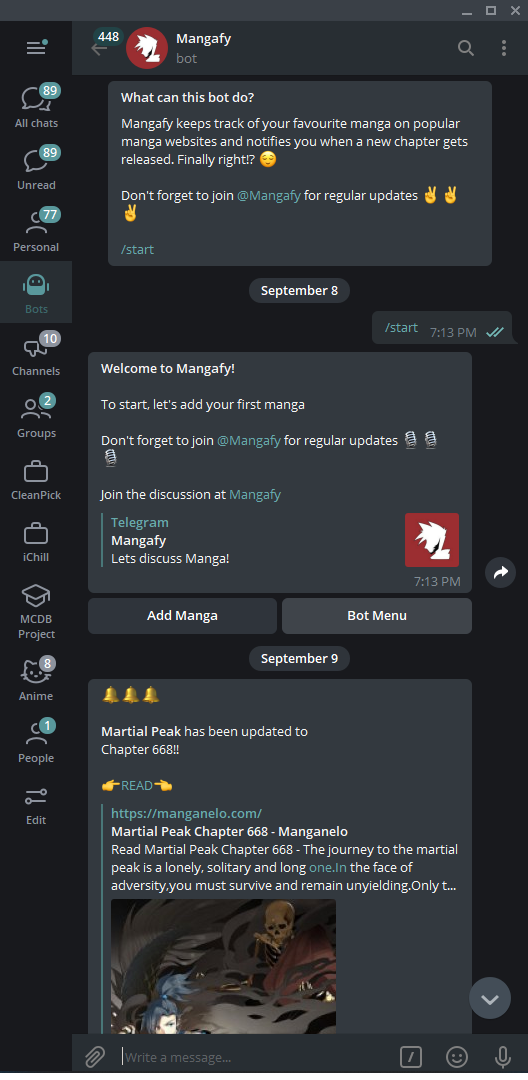 448
Mangafy
bot
89
All chats
89
Unread
77
Personal
Bots
10
Channels
2
Groups
CleanPick
iChill
MCDB
Project
8
Anime
1
People
Edit
What can this bot do?
Mangafy keeps track of your favourite manga on popular
manga websites and notifies you when a new chapter gets
released. Finally right!? 😌
Don't forget to join @Mangafy for regular updates ✌️ ✌️
✌️
/start
September 8
/start 7:13 PM
Welcome to Mangafy!
To start, let's add your first manga
Don't forget to join @Mangafy for regular updates 🗞 🗞
🗞
Join the discussion at Mangafy
Telegram
Mangafy
Lets discuss Manga!
7:13 PM
Add Manga
Bot Menu
September 9
🔔🔔🔔
Martial Peak has been updated to
Chapter 668!!
👉READ👈
https://manganelo.com/
Martial Peak Chapter 668 - Manganelo
Read Martial Peak Chapter 668 - The journey to the martial
peak is a lonely, solitary and long one.In the face of
adversity,you must survive and remain unyielding.Only t...
Write a message...